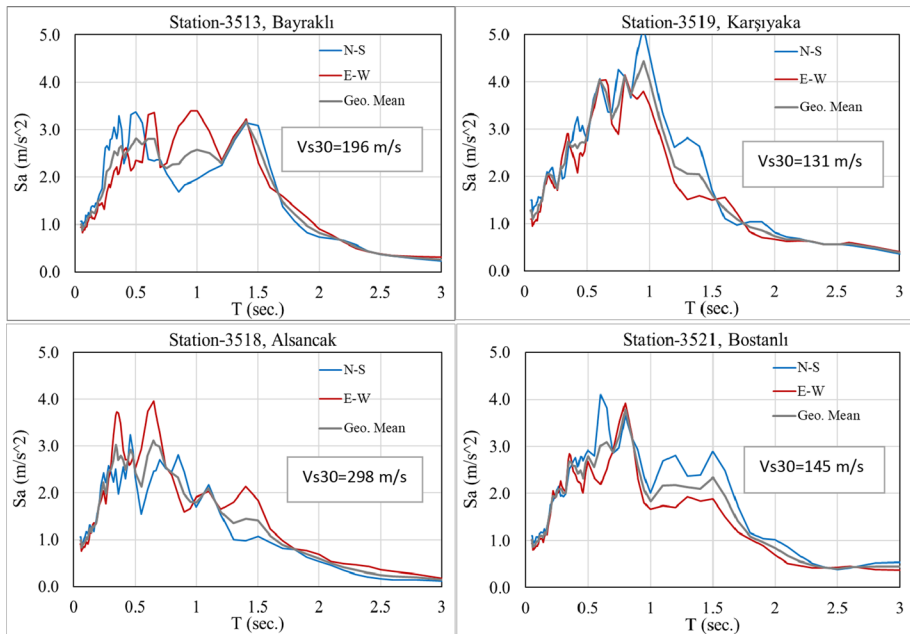 Station-3513, Bayraklı
5.0
4.0
3.0
2.0
1.0
0.0
Sa (m/s^2)
N-S
E-W
Geo. Mean
Vs30=196 m/s
0
0.5
1
1.5
2
2.5
3
T (sec.)
Station-3519, Karşıyaka
5.0
4.0
3.0
2.0
1.0
0.0
Sa (m/s^2)
N-S
E-W
Geo. Mean
Vs30=131 m/s
0
0.5
1
1.5
2
2.5
3
T (sec.)
Station-3518, Alsancak
5.0
4.0
3.0
2.0
1.0
0.0
Sa (m/s^2)
N-S
E-W
Geo. Mean
Vs30=298 m/s
0
0.5
1
1.5
2
2.5
3
T (sec.)
Station-3521, Bostanlı
5.0
4.0
3.0
2.0
1.0
0.0
Sa (m/s^2)
N-S
E-W
Geo. Mean
Vs30=145 m/s
0
0.5
1
1.5
2
2.5
3
T (sec.)